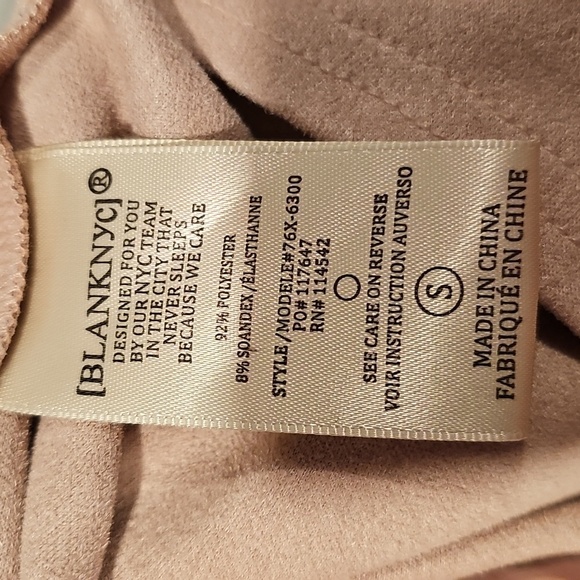 [BLANKNYC]®
DESIGNED FOR YOU
BY OUR NYC TEAM
IN THE CITY THAT
NEVER SLEEPS
BECAUSE WE CARE
92% POLYESTER
8% SPANDEX/ÉLASTHANNE
STYLE/MODELE#76X-6300
PO# 117647
RN# 114542
SEE CARE ON REVERSE
VOIR INSTRUCTION AUVERSO
S
MADE IN CHINA
FABRIQUÉ EN CHINE